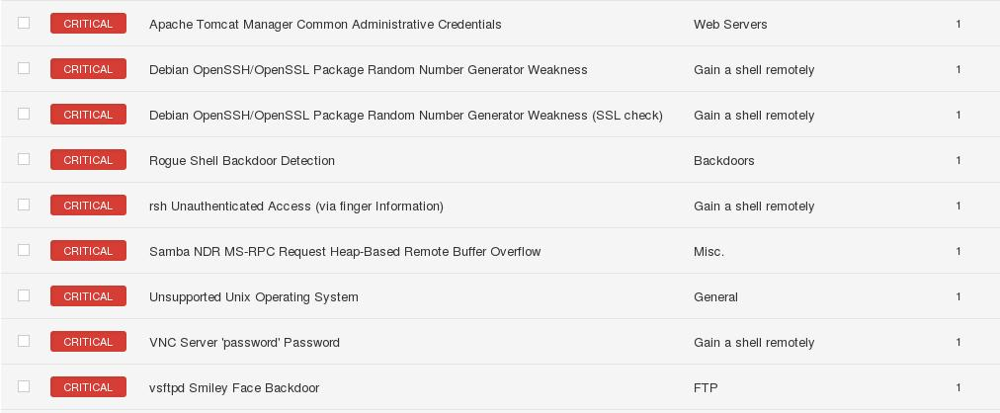 CRITICAL Apache Tomcat Manager Common Administrative Credentials Web Servers 1
CRITICAL Debian OpenSSH/OpenSSL Package Random Number Generator Weakness Gain a shell remotely 1
CRITICAL Debian OpenSSH/OpenSSL Package Random Number Generator Weakness (SSL check) Gain a shell remotely 1
CRITICAL Rogue Shell Backdoor Detection Backdoors 1
CRITICAL rsh Unauthenticated Access (via finger Information) Gain a shell remotely 1
CRITICAL Samba NDR MS-RPC Request Heap-Based Remote Buffer Overflow Misc. 1
CRITICAL Unsupported Unix Operating System General 1
CRITICAL VNC Server 'password' Password Gain a shell remotely 1
CRITICAL vsftpd Smiley Face Backdoor FTP 1